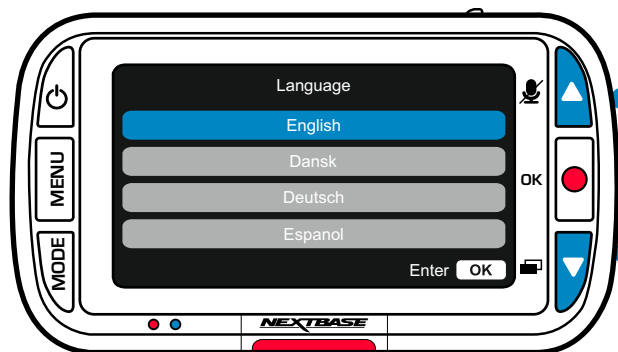 Language
English
Dansk
Deutsch
Espanol
Enter OK
MENU
MODE
OK
NEXTBASE